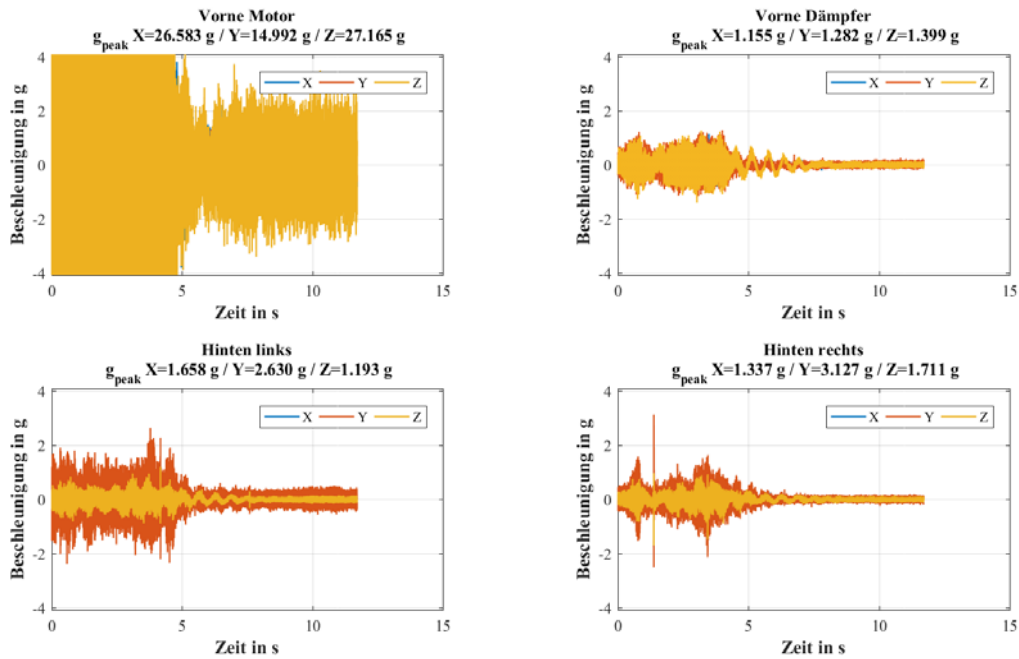 Vorne Motor
g_peak X=26.583 g / Y=14.992 g / Z=27.165 g
4
2
0
-2
-4
Beschleunigung in g
X Y Z
0 5 10 15
Zeit in s
Vorne Dämpfer
g_peak X=1.155 g / Y=1.282 g / Z=1.399 g
4
2
0
-2
-4
Beschleunigung in g
X Y Z
0 5 10 15
Zeit in s
Hinten links
g_peak X=1.658 g / Y=2.630 g / Z=1.193 g
4
2
0
-2
-4
Beschleunigung in g
X Y Z
0 5 10 15
Zeit in s
Hinten rechts
g_peak X=1.337 g / Y=3.127 g / Z=1.711 g
4
2
0
-2
-4
Beschleunigung in g
X Y Z
0 5 10 15
Zeit in s